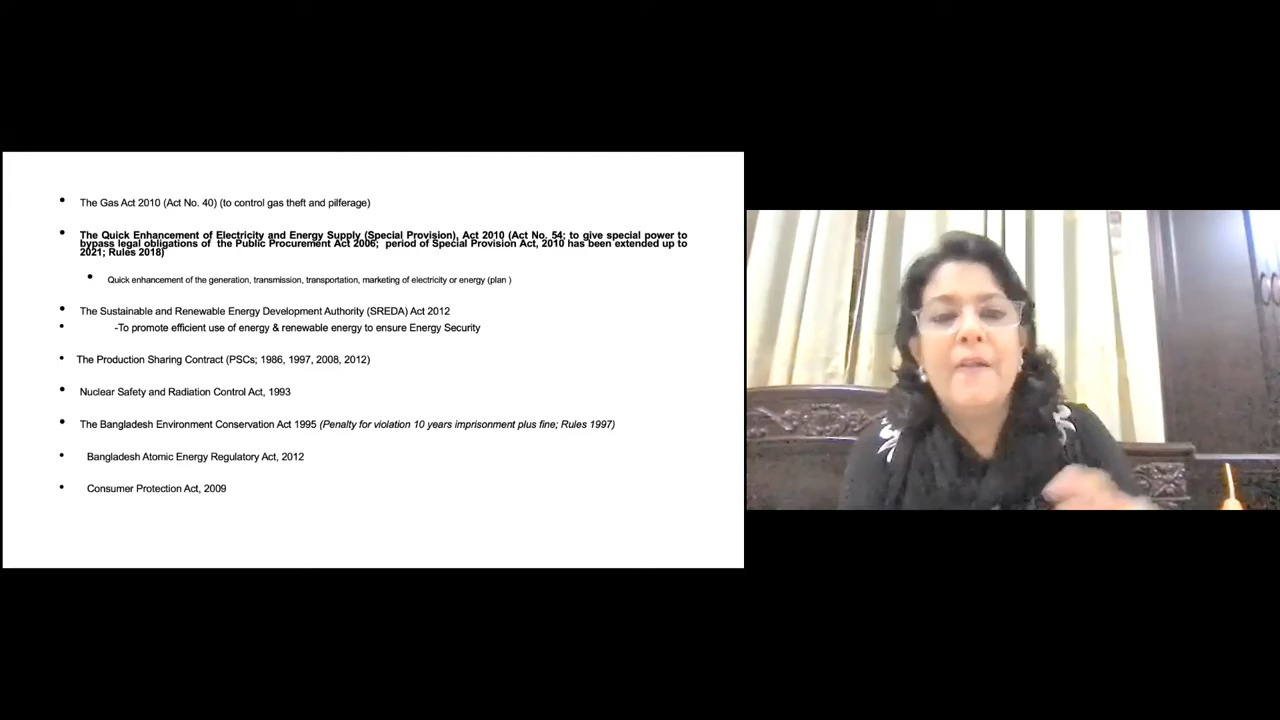 The Gas Act 2010 (Act No. 40) (to control gas theft and pilferage)
The Quick Enhancement of Electricity and Energy Supply (Special Provision), Act 2010 (Act No. 54; to give special power to
bypass legal obligations of the Public Procurement Act 2006; period of Special Provision Act, 2010 has been extended up to
2021; Rules 2018)
Quick enhancement of the generation, transmission, transportation, marketing of electricity or energy (plan )
The Sustainable and Renewable Energy Development Authority (SREDA) Act 2012
-To promote efficient use of energy & renewable energy to ensure Energy Security
The Production Sharing Contract (PSCs; 1986, 1997, 2008, 2012)
Nuclear Safety and Radiation Control Act, 1993
The Bangladesh Environment Conservation Act 1995 (Penalty for violation 10 years imprisonment plus fine; Rules 1997)
Bangladesh Atomic Energy Regulatory Act, 2012
Consumer Protection Act, 2009